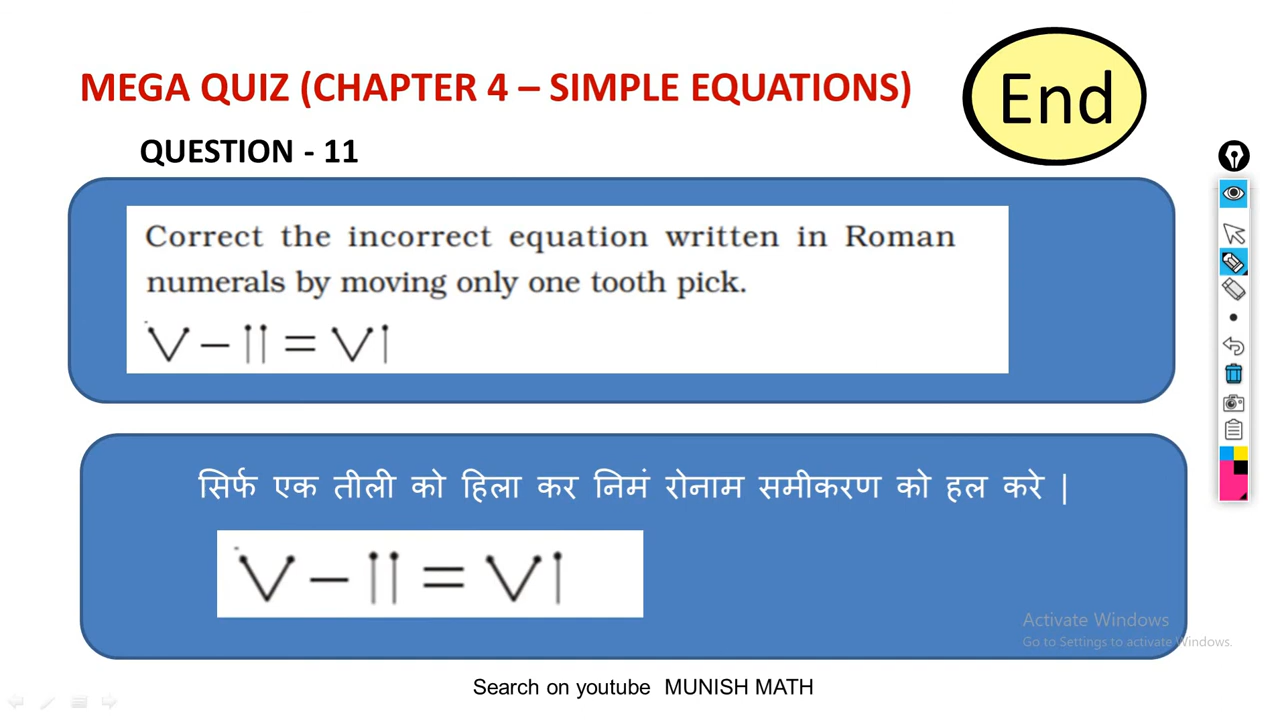 MEGA QUIZ (CHAPTER 4 – SIMPLE EQUATIONS)
End
QUESTION - 11
Correct the incorrect equation written in Roman
numerals by moving only one tooth pick.
V – II = VI
सिर्फ एक तीली को हिला कर निमं रोनाम समीकरण को हल करे |
V – II = VI
Activate Windows
Go to Settings to activate Windows.
Search on youtube MUNISH MATH